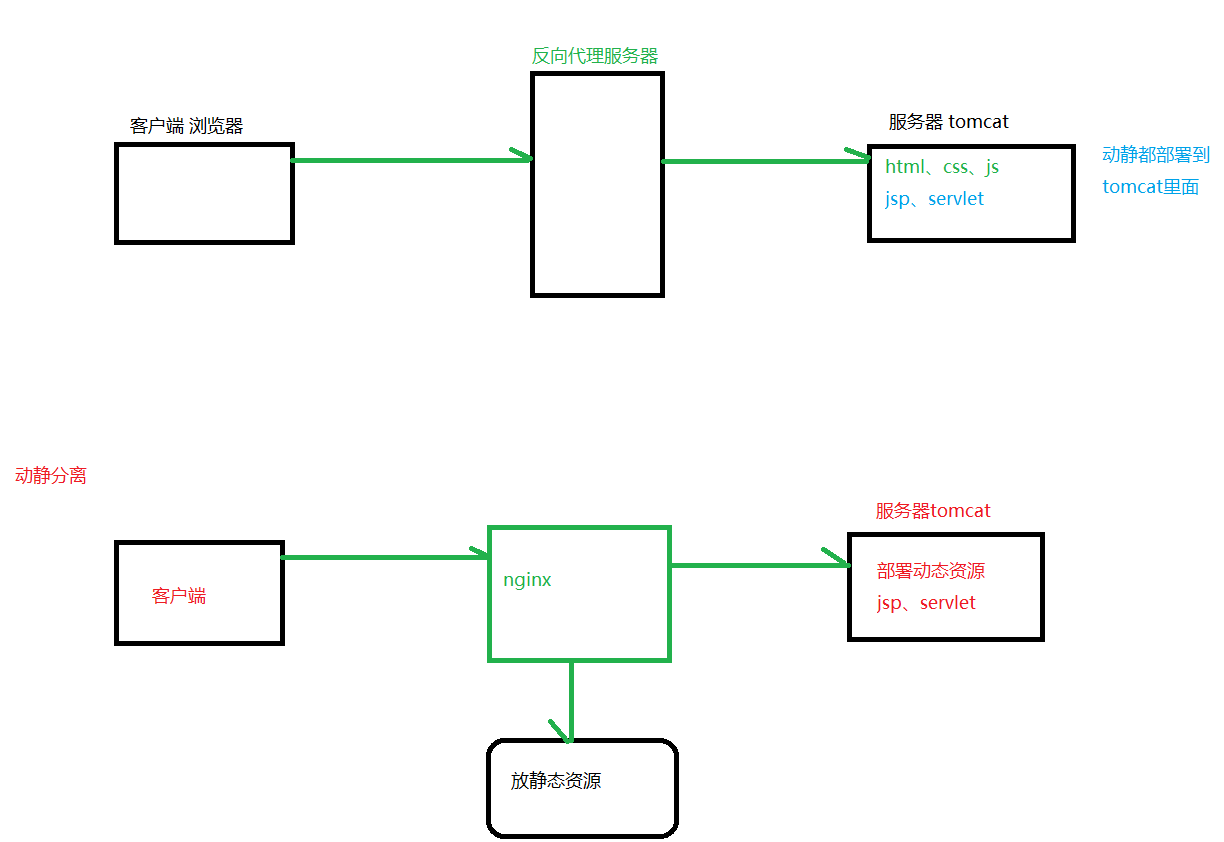 反向代理服务器
客户端 浏览器
服务器 tomcat
html、css、js
jsp、servlet
动静都部署到
tomcat里面
动静分离
客户端
nginx
服务器tomcat
部署动态资源
jsp、servlet
放静态资源